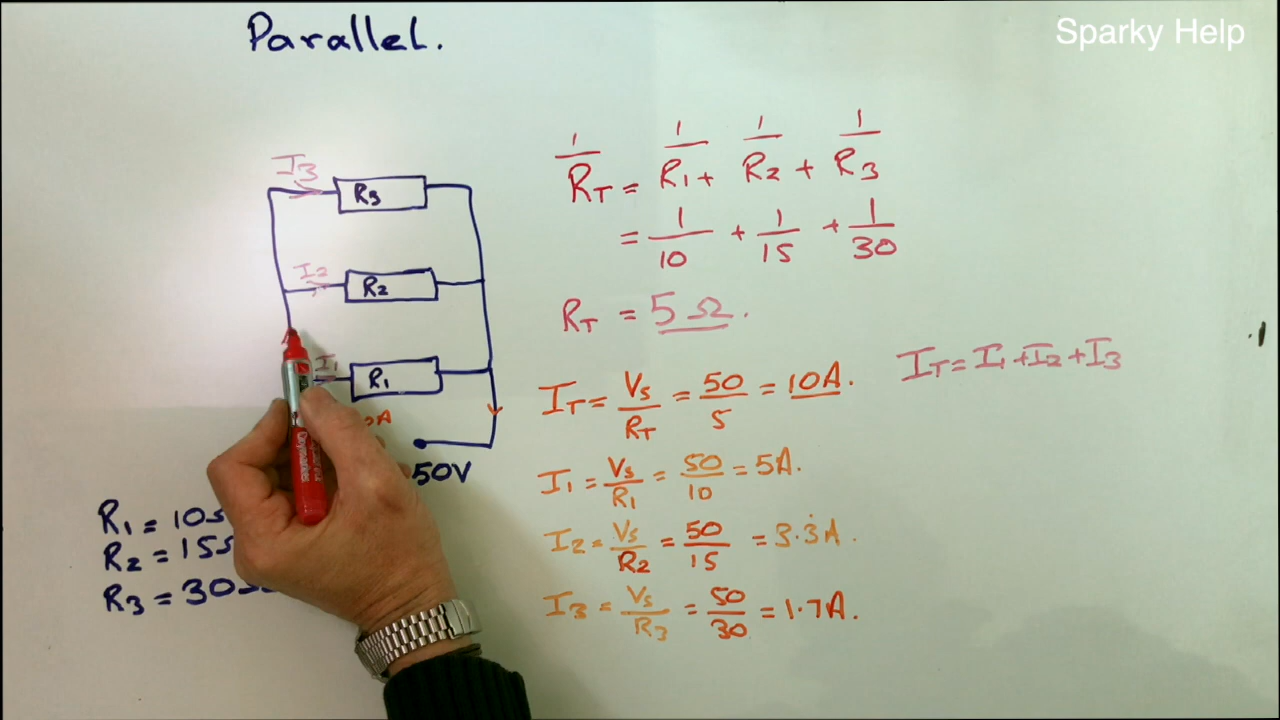 Parallel.
Sparky Help
I3
R3
I2
R2
I1
R1
50V
R1 = 10
R2 = 15
R3 = 30
1/RT = 1/R1 + 1/R2 + 1/R3
= 1/10 + 1/15 + 1/30
RT = 5Ω.
IT = Vs/RT = 50/5 = 10A.
IT = I1 + I2 + I3
I1 = Vs/R1 = 50/10 = 5A.
I2 = Vs/R2 = 50/15 = 3.3̇A.
I3 = Vs/R3 = 50/30 = 1.7A.